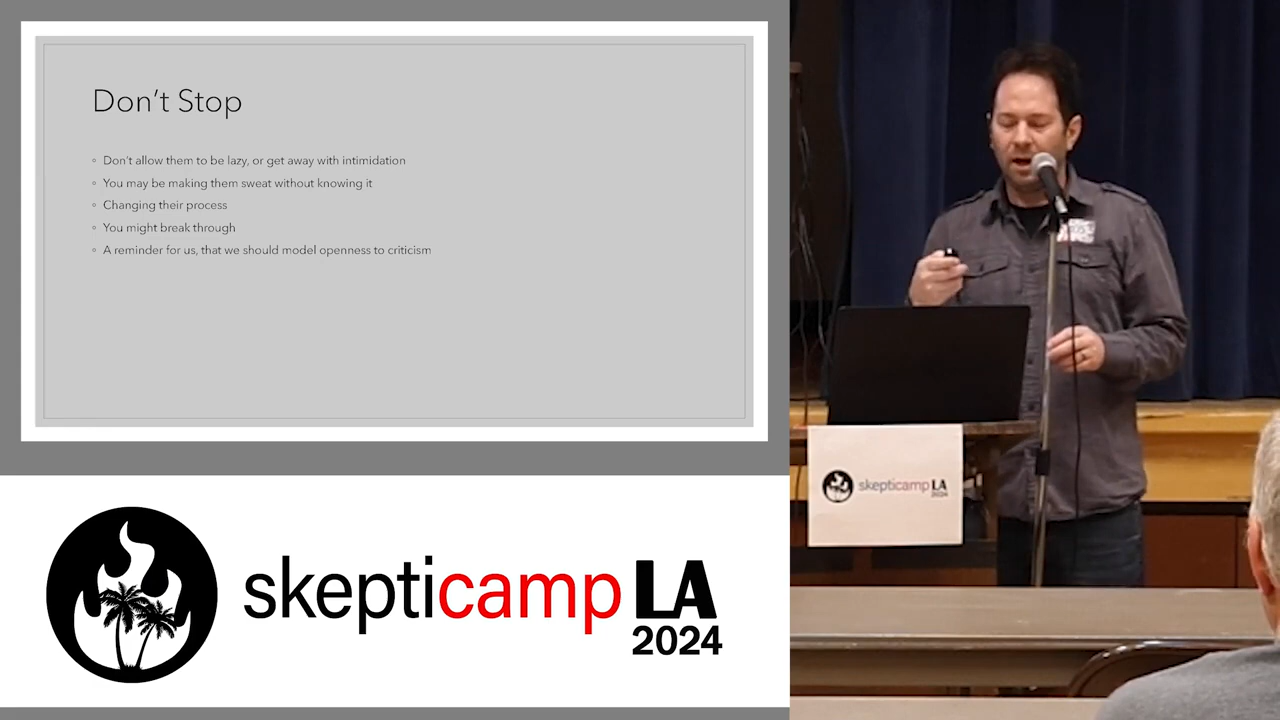 Don't Stop
Don't allow them to be lazy, or get away with intimidation
You may be making them sweat without knowing it
Changing their process
You might break through
A reminder for us, that we should model openness to criticism
skepticamp LA
2024
skepticamp LA
2024